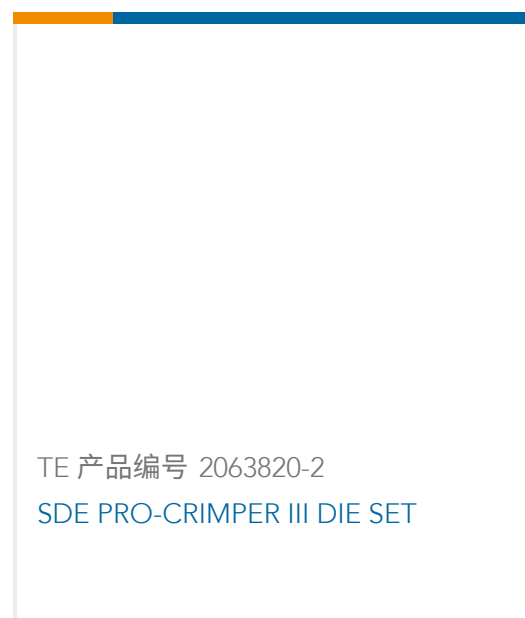 TE 产品编号 2063820-2
SDE PRO-CRIMPER III DIE SET